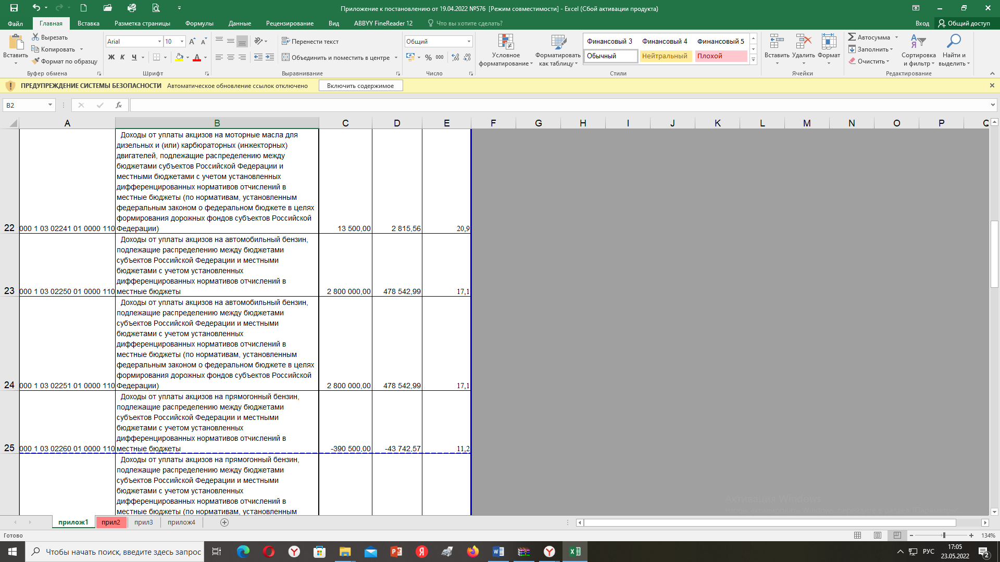 Приложение к постановлению от 19.04.2022 №576 [Режим совместимости] - Excel (Сбой активации продукта)
Файл Главная Вставка Разметка страницы Формулы Данные Рецензирование Вид ABBYY FineReader 12 Что вы хотите сделать? Вход Общий доступ
Вставить
Вырезать
Копировать
Формат по образцу
Буфер обмена
Arial 10
Ж К Ч
Шрифт
Перенести текст
Объединить и поместить в центре
Выравнивание
Общий
% 000
Число
Условное форматирование
Форматировать как таблицу
Финансовый 3 Финансовый 4 Финансовый 5
Обычный Нейтральный Плохой
Стили
Вставить Удалить Формат
Ячейки
Автосумма
Заполнить
Очистить
Сортировка и фильтр
Найти и выделить
Редактирование
ПРЕДУПРЕЖДЕНИЕ СИСТЕМЫ БЕЗОПАСНОСТИ Автоматическое обновление ссылок отключено Включить содержимое
B2 fx
A B C D E F G H I J K L M N O P Q
Доходы от уплаты акцизов на моторные масла для
дизельных и (или) карбюраторных (инжекторных)
двигателей, подлежащие распределению между
бюджетами субъектов Российской Федерации и
местными бюджетами с учетом установленных
дифференцированных нормативов отчислений в
местные бюджеты (по нормативам, установленным
федеральным законом о федеральном бюджете в целях
формирования дорожных фондов субъектов Российской
22 000 1 03 02241 01 0000 110 Федерации) 13 500,00 2 815,56 20,9
Доходы от уплаты акцизов на автомобильный бензин,
подлежащие распределению между бюджетами
субъектов Российской Федерации и местными
бюджетами с учетом установленных
дифференцированных нормативов отчислений в
23 000 1 03 02250 01 0000 110 местные бюджеты 2 800 000,00 478 542,99 17,1
Доходы от уплаты акцизов на автомобильный бензин,
подлежащие распределению между бюджетами
субъектов Российской Федерации и местными
бюджетами с учетом установленных
дифференцированных нормативов отчислений в
местные бюджеты (по нормативам, установленным
федеральным законом о федеральном бюджете в целях
формирования дорожных фондов субъектов Российской
24 000 1 03 02251 01 0000 110 Федерации) 2 800 000,00 478 542,99 17,1
Доходы от уплаты акцизов на прямогонный бензин,
подлежащие распределению между бюджетами
субъектов Российской Федерации и местными
бюджетами с учетом установленных
дифференцированных нормативов отчислений в
25 000 1 03 02260 01 0000 110 местные бюджеты -390 500,00 -43 742,57 11,2
Доходы от уплаты акцизов на прямогонный бензин,
подлежащие распределению между бюджетами
субъектов Российской Федерации и местными
бюджетами с учетом установленных
дифференцированных нормативов отчислений в
местные бюджеты (по нормативам, установленным
Активация Windows
прилож1 прил2 прил3 прилож4
Готово 134%
Чтобы начать поиск, введите здесь запрос
РУС 17:05
23.05.2022 2